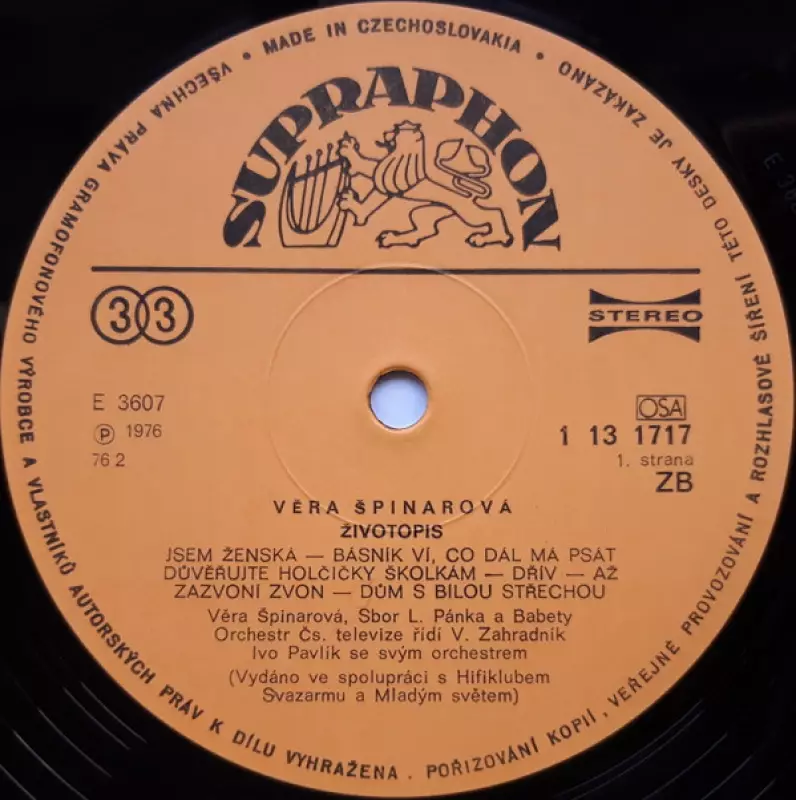 VŠECHNA PRÁVA GRAMOFONOVÉHO VÝROBCE A VLASTNÍKŮ AUTORSKÝCH PRÁV K DÍLU VYHRAŽENA . POŘIZOVÁNÍ KOPIÍ, VEŘEJNÉ PROVOZOVÁNÍ A ROZHLASOVÉ ŠÍŘENÍ TÉTO DESKY JE ZAKÁZÁNO • MADE IN CZECHOSLOVAKIA •
SUPRAPHON
33
STEREO
E 3607
Ⓟ 1976
76 2
OSA
1 13 1717
1. strana
ZB
VĚRA ŠPINAROVÁ
ŽIVOTOPIS
JSEM ŽENSKÁ — BÁSNÍK VÍ, CO DÁL MÁ PSÁT
DŮVĚŘUJTE HOLČIČKY ŠKOLKÁM — DŘÍV — AŽ
ZAZVONÍ ZVON — DŮM S BÍLOU STŘECHOU
Věra Špinarová, Sbor L. Pánka a Babety
Orchestr Čs. televize řídí V. Zahradník
Ivo Pavlík se svým orchestrem
(Vydáno ve spolupráci s Hifiklubem
Svazarmu a Mladým světem)